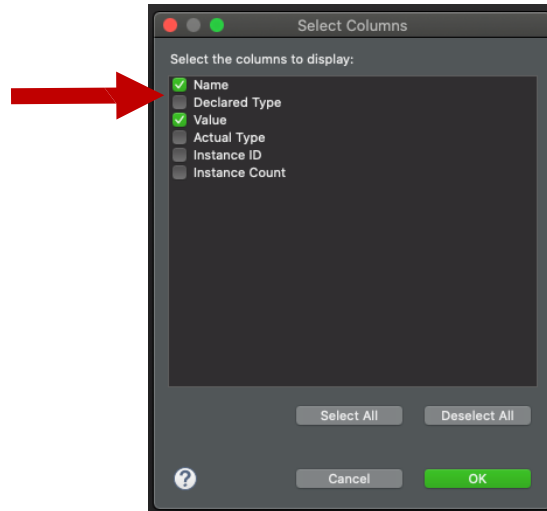 Select Columns
Select the columns to display:
Name
Declared Type
Value
Actual Type
Instance ID
Instance Count
Select All Deselect All
? Cancel OK